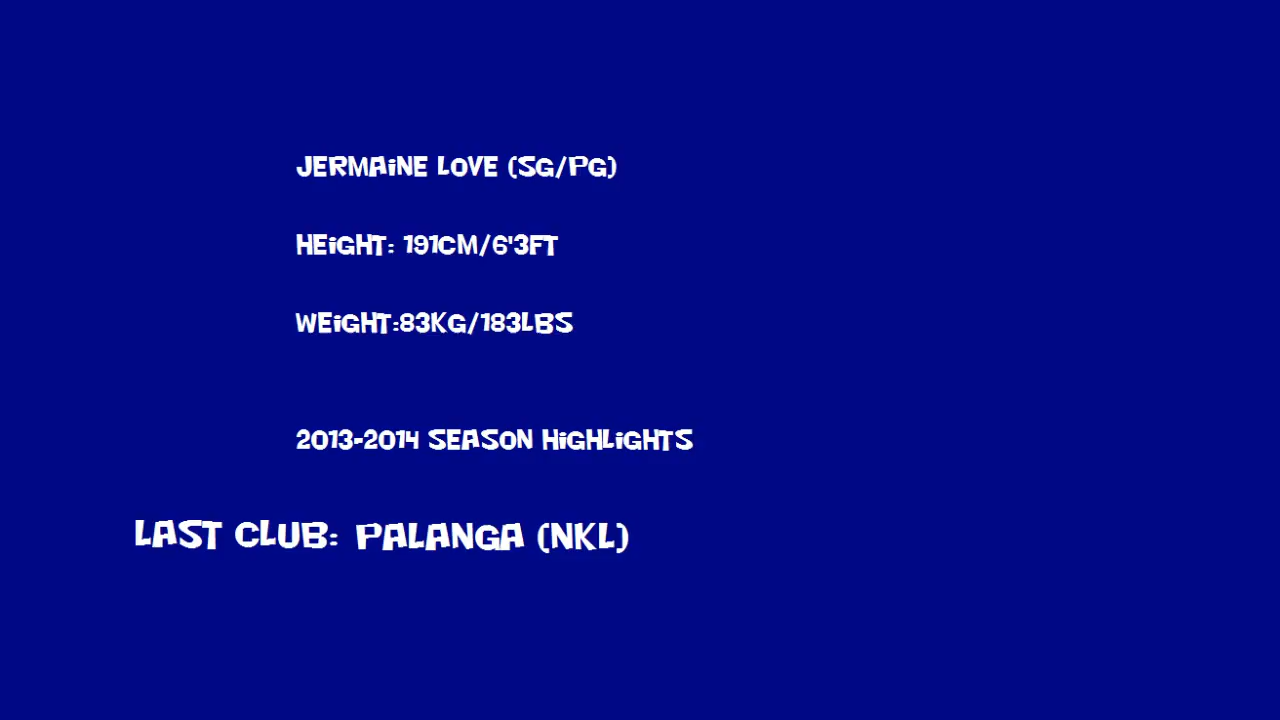 JERMAiNE LOVE (SG/PG)
HEiGHT: 191CM/6'3FT
WEiGHT:83KG/183LBS
2013-2014 SEASON HiGHLiGHTS
LAST CLUB: PALANGA (NKL)